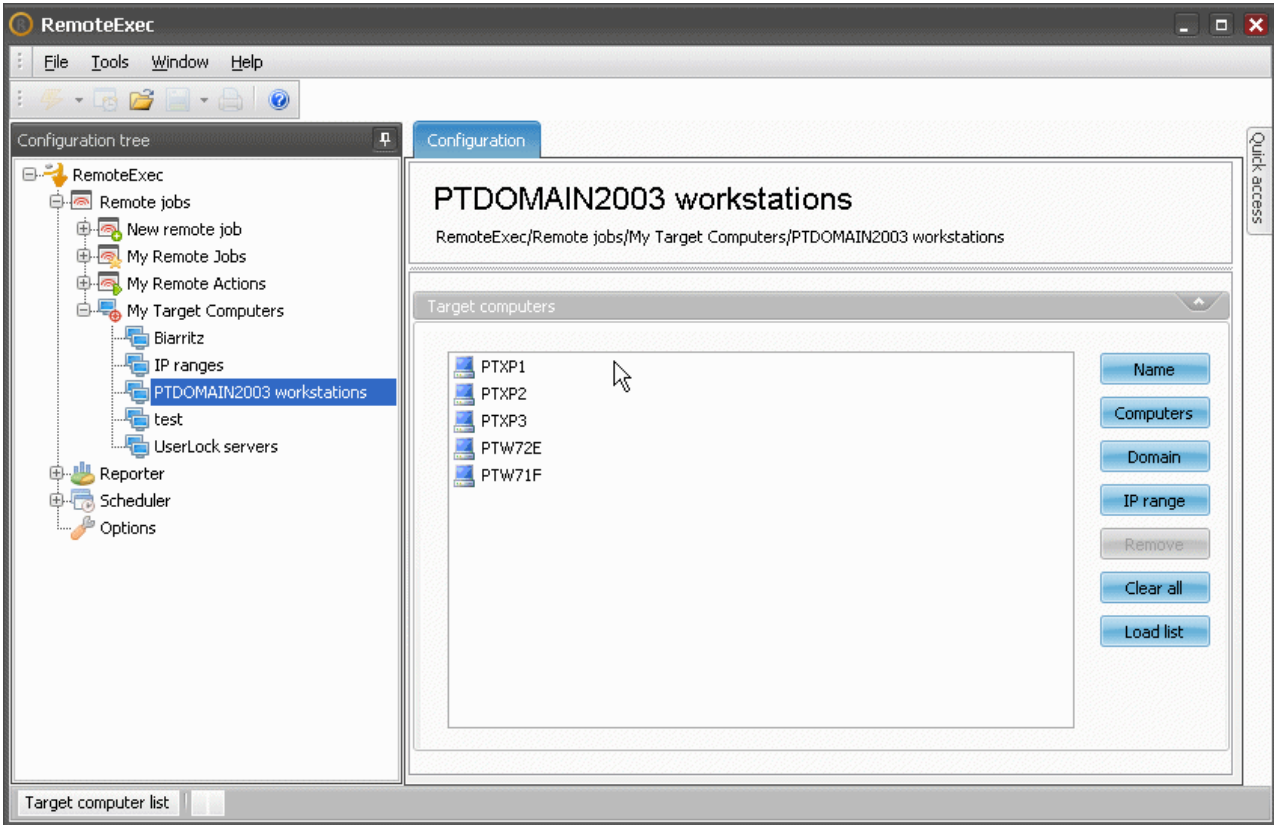 RemoteExec
File Tools Window Help
Configuration tree
RemoteExec
Remote jobs
New remote job
My Remote Jobs
My Remote Actions
My Target Computers
Biarritz
IP ranges
PTDOMAIN2003 workstations
test
UserLock servers
Reporter
Scheduler
Options
Configuration
PTDOMAIN2003 workstations
RemoteExec/Remote jobs/My Target Computers/PTDOMAIN2003 workstations
Target computers
PTXP1
PTXP2
PTXP3
PTW72E
PTW71F
Name
Computers
Domain
IP range
Remove
Clear all
Load list
Quick access
Target computer list